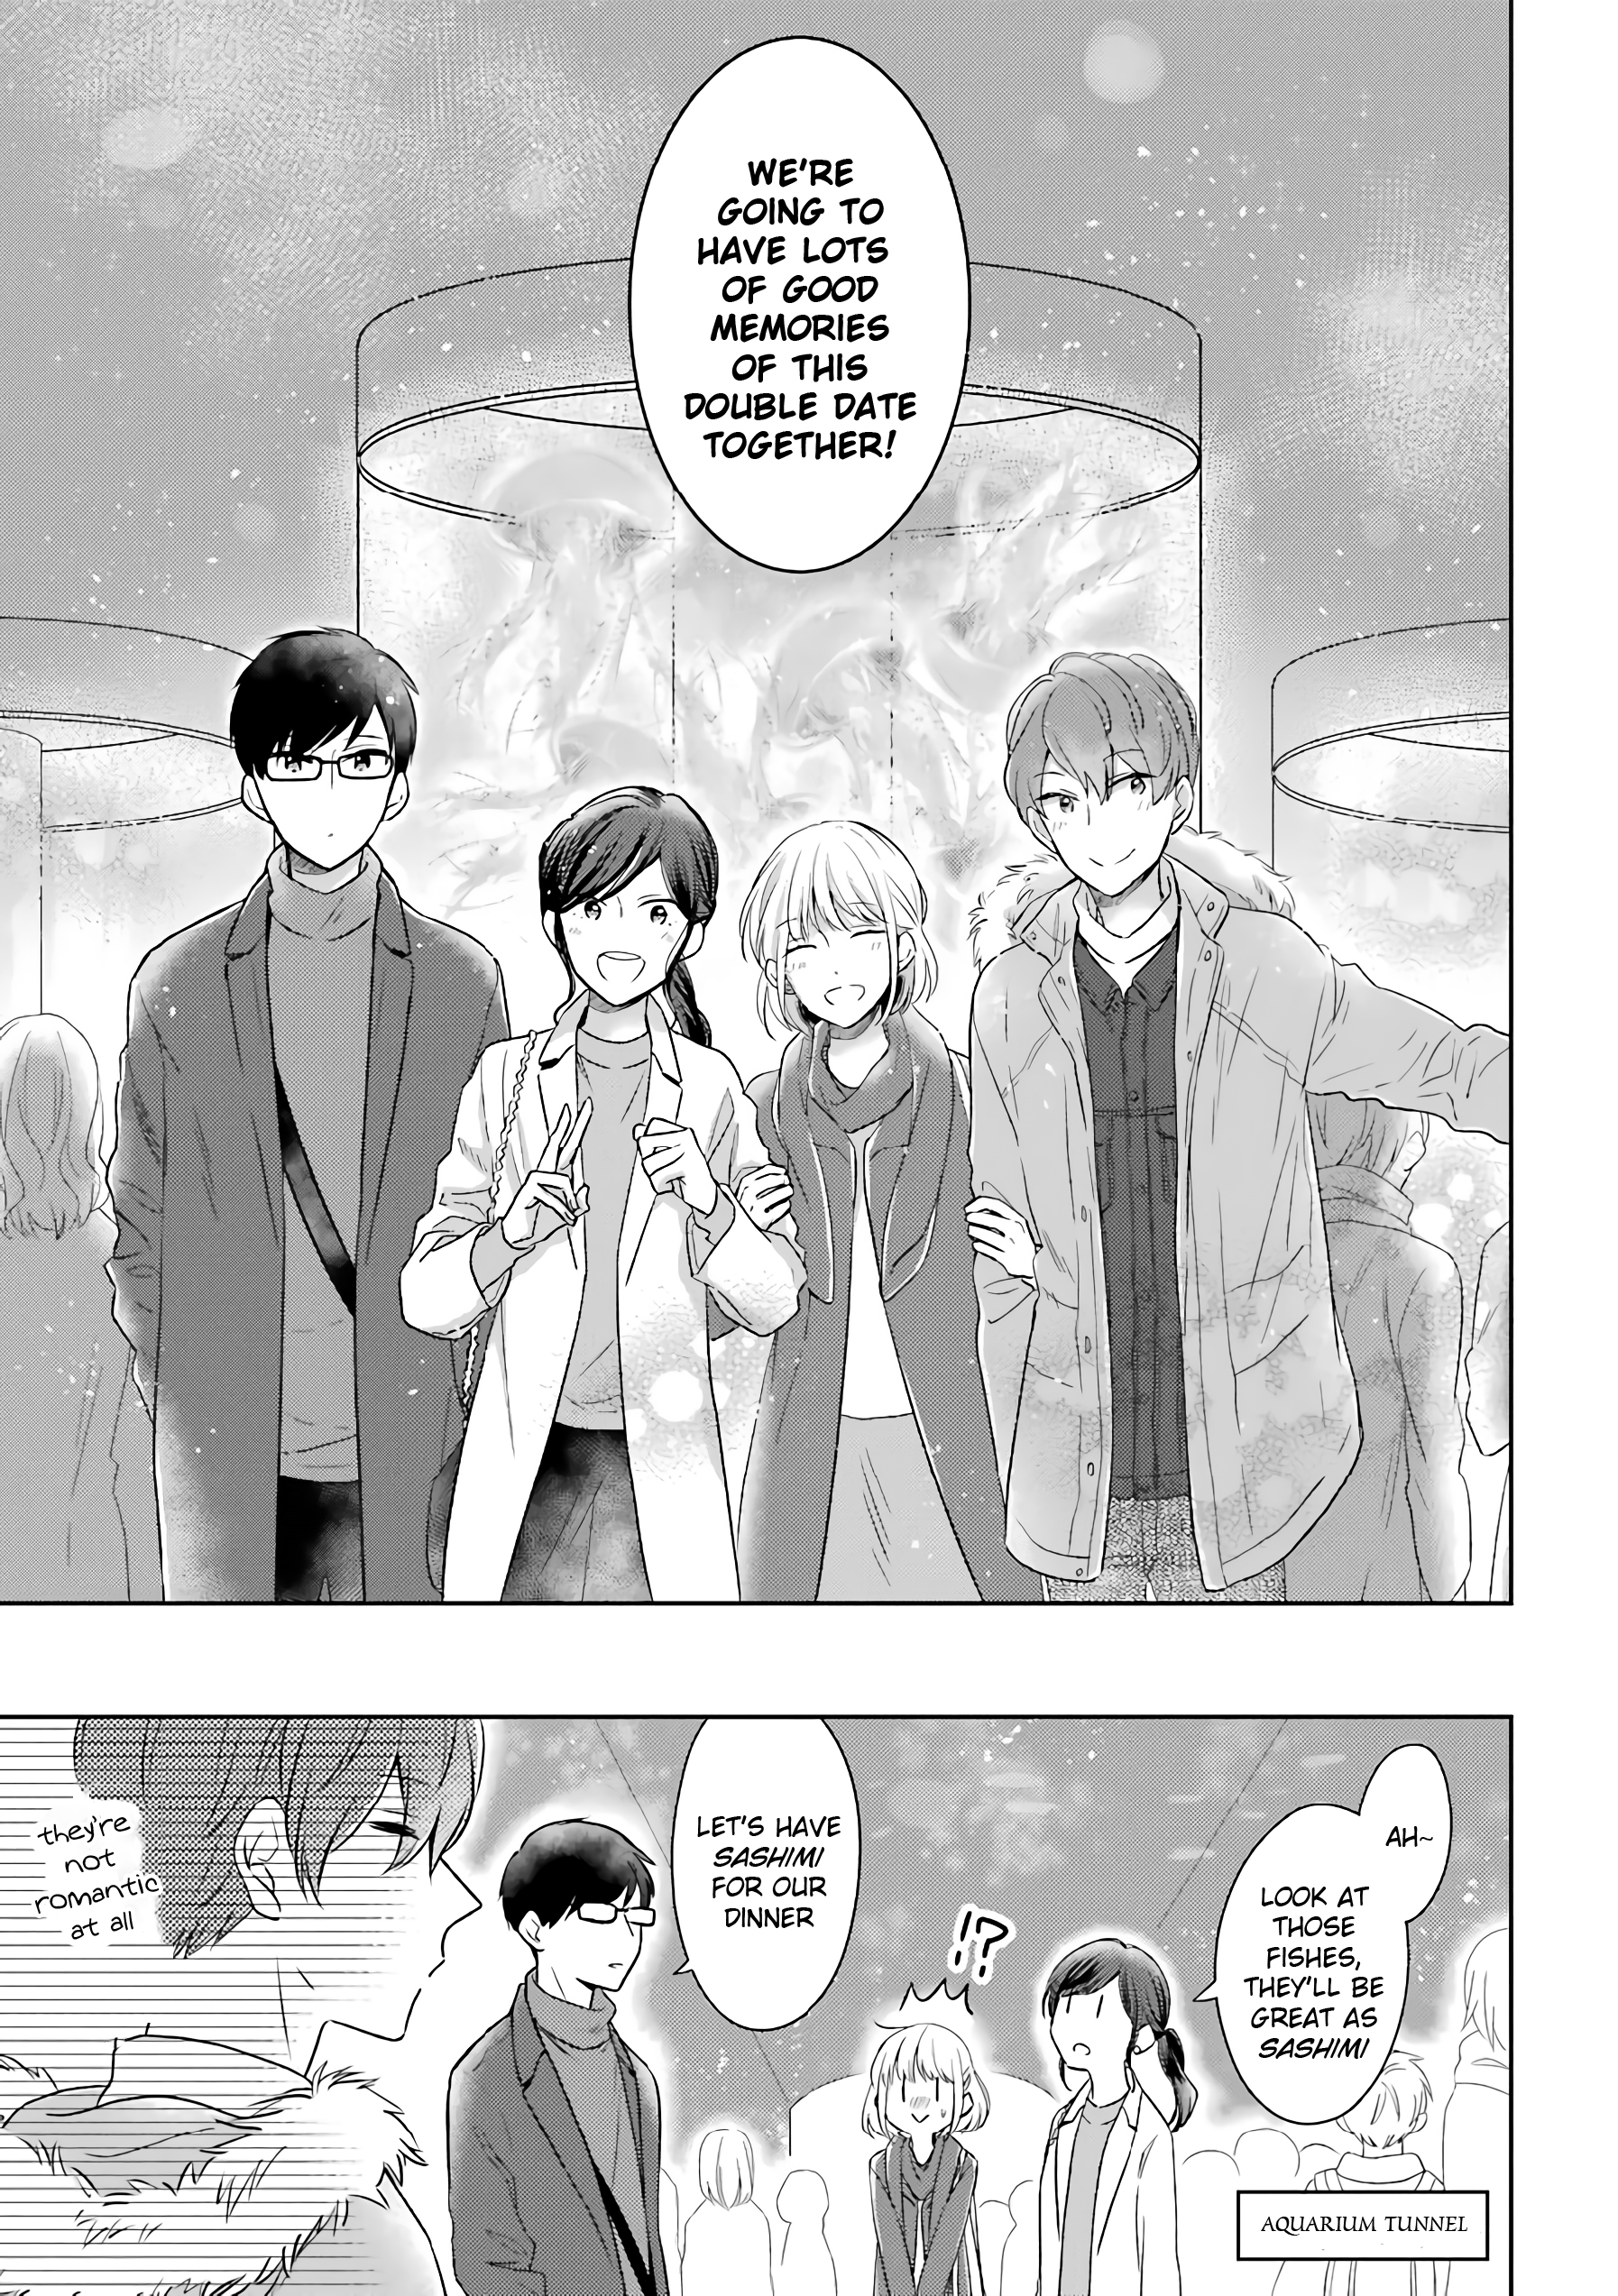 WE'RE
GOING TO
HAVE LOTS
OF GOOD
MEMORIES
OF THIS
DOUBLE DATE
TOGETHER!
AH~
LOOK AT
THOSE
FISHES,
THEY'LL BE
GREAT AS
SASHIMI
AQUARIUM TUNNEL
!?
LET'S HAVE
SASHIMI
FOR OUR
DINNER
they're
not
romantic
at all